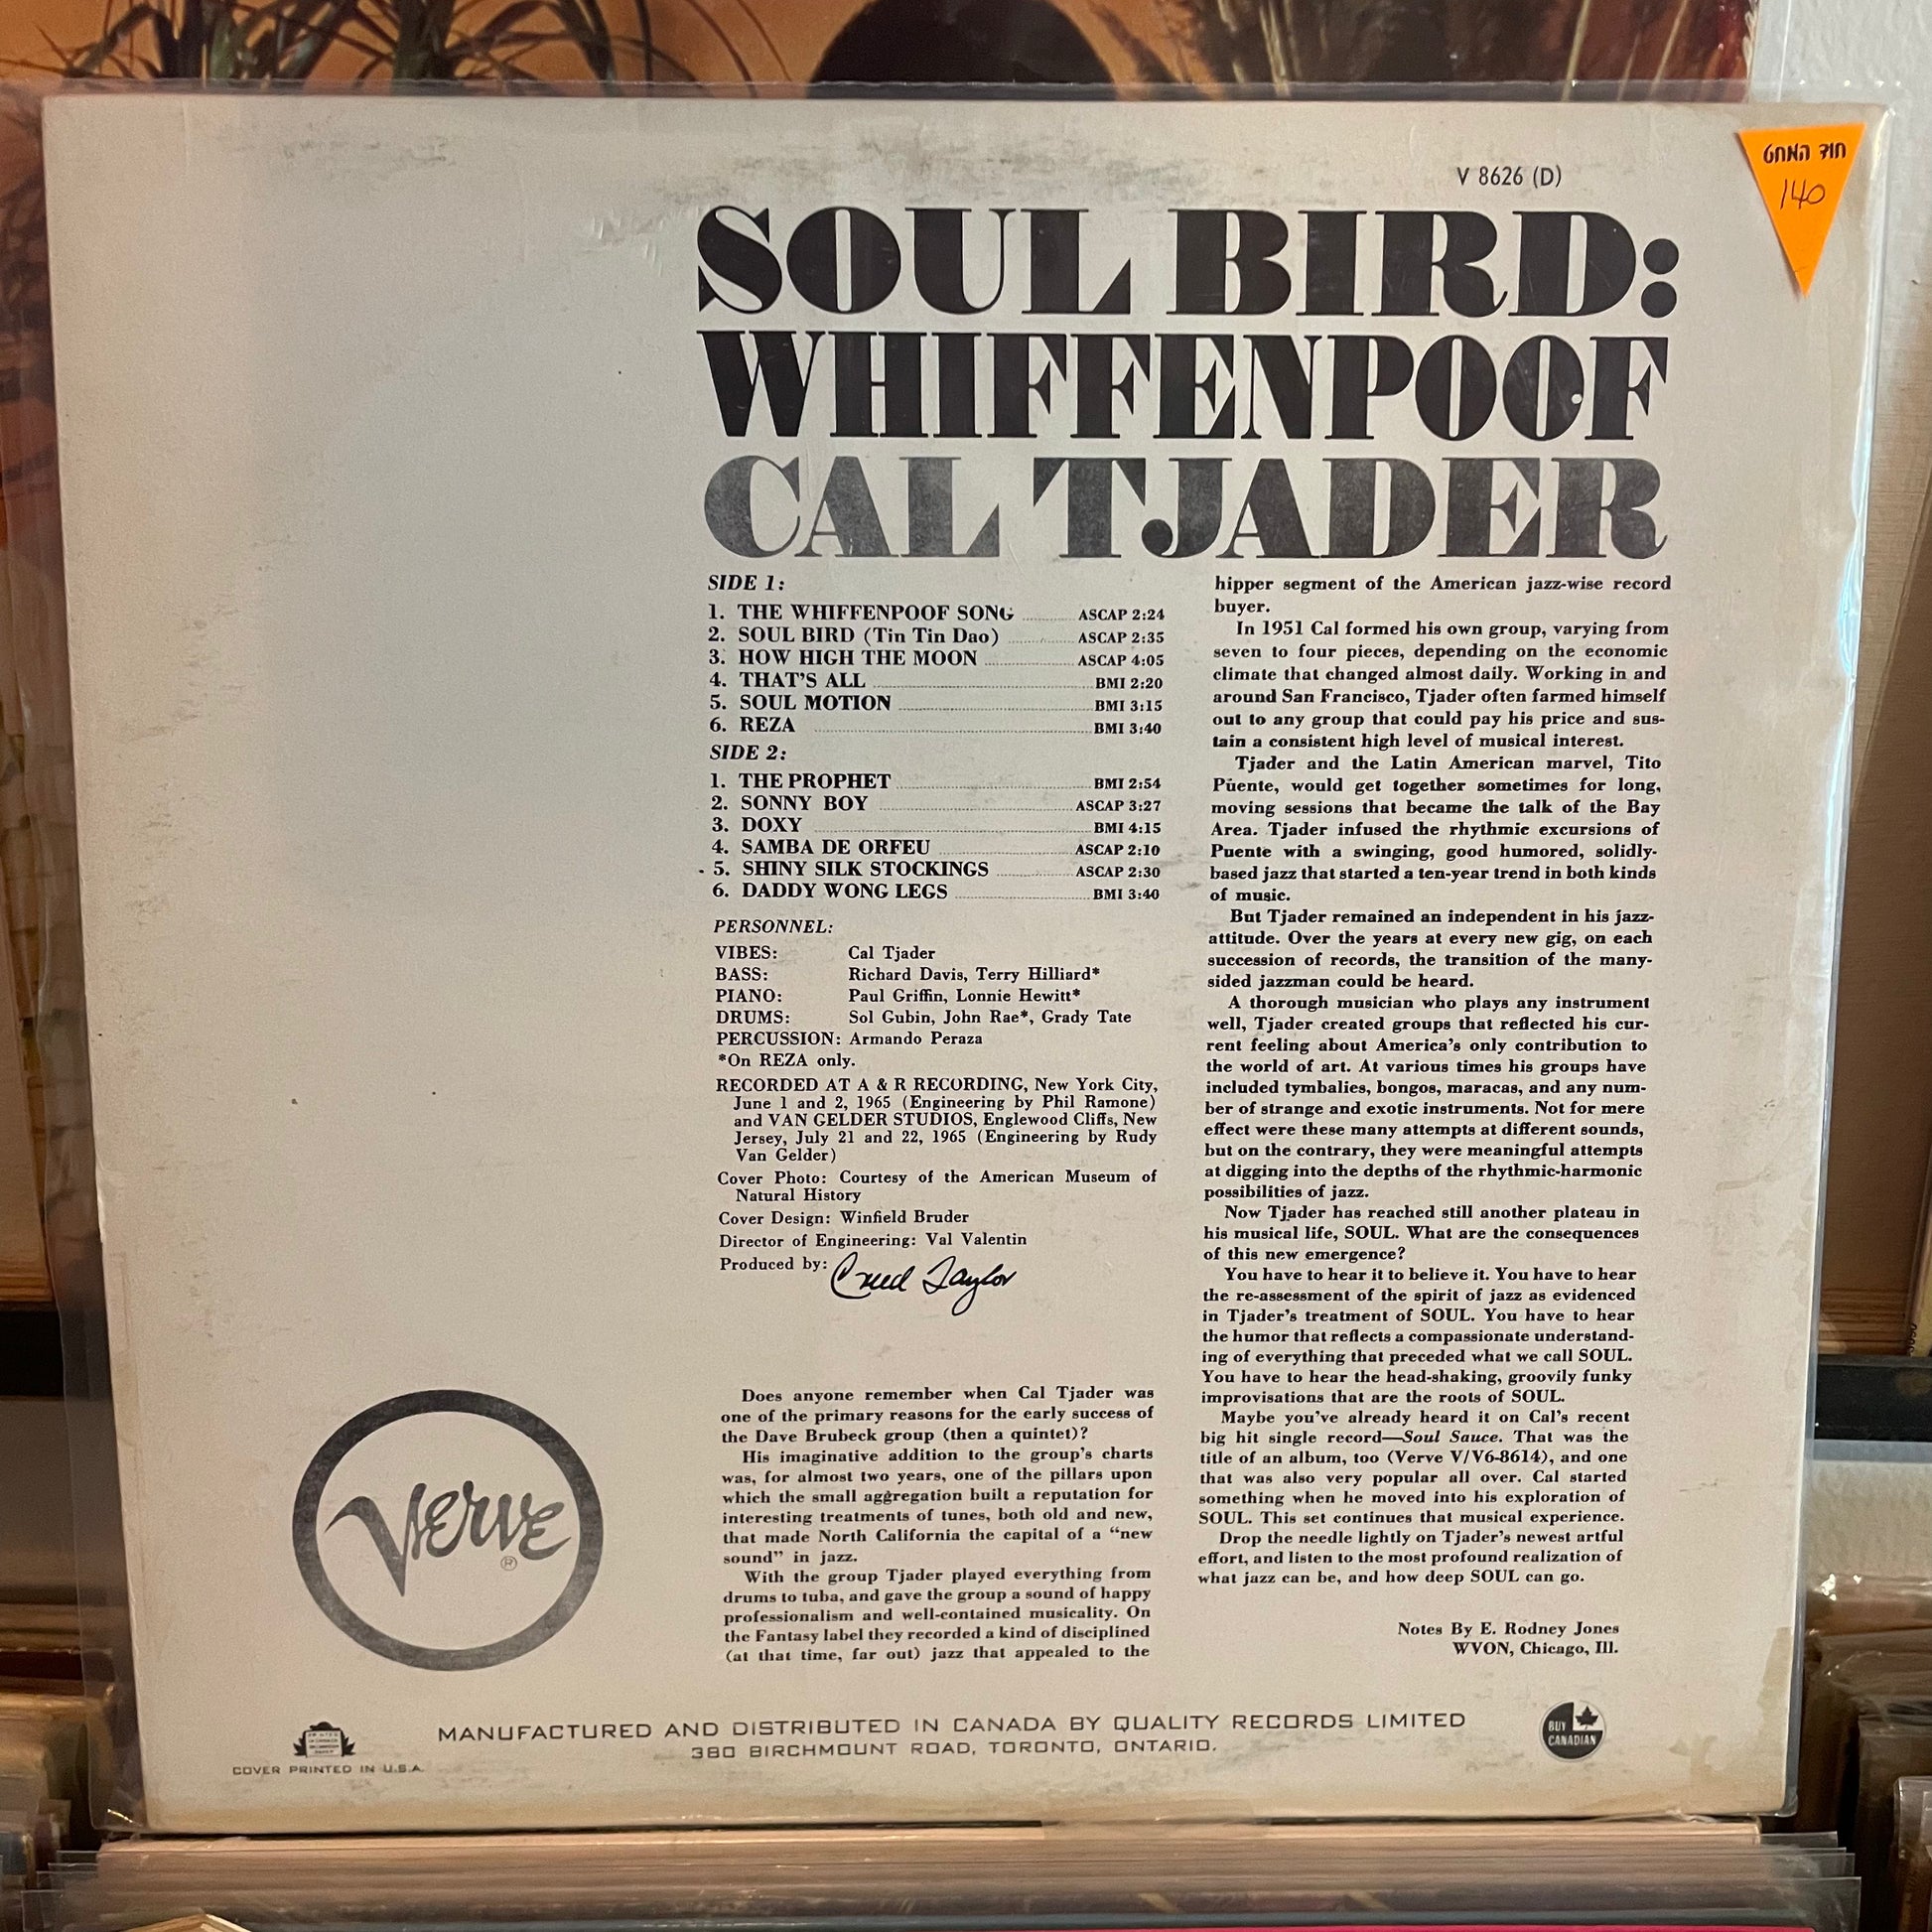 V 8626 (D)
חוד המחט
140
SOUL BIRD:
WHIFFENPOOF
CAL TJADER
SIDE 1:
1. THE WHIFFENPOOF SONG ASCAP 2:24
2. SOUL BIRD (Tin Tin Dao) ASCAP 2:35
3. HOW HIGH THE MOON ASCAP 4:05
4. THAT'S ALL BMI 2:20
5. SOUL MOTION BMI 3:15
6. REZA BMI 3:40
SIDE 2:
1. THE PROPHET BMI 2:54
2. SONNY BOY ASCAP 3:27
3. DOXY BMI 4:15
4. SAMBA DE ORFEU ASCAP 2:10
5. SHINY SILK STOCKINGS ASCAP 2:30
6. DADDY WONG LEGS BMI 3:40
PERSONNEL:
VIBES: Cal Tjader
BASS: Richard Davis, Terry Hilliard*
PIANO: Paul Griffin, Lonnie Hewitt*
DRUMS: Sol Gubin, John Rae*, Grady Tate
PERCUSSION: Armando Peraza
*On REZA only.
RECORDED AT A & R RECORDING, New York City,
June 1 and 2, 1965 (Engineering by Phil Ramone)
and VAN GELDER STUDIOS, Englewood Cliffs, New
Jersey, July 21 and 22, 1965 (Engineering by Rudy
Van Gelder)
Cover Photo: Courtesy of the American Museum of
Natural History
Cover Design: Winfield Bruder
Director of Engineering: Val Valentin
Produced by: Creed Taylor
Does anyone remember when Cal Tjader was
one of the primary reasons for the early success of
the Dave Brubeck group (then a quintet)?
His imaginative addition to the group's charts
was, for almost two years, one of the pillars upon
which the small aggregation built a reputation for
interesting treatments of tunes, both old and new,
that made North California the capital of a "new
sound" in jazz.
With the group Tjader played everything from
drums to tuba, and gave the group a sound of happy
professionalism and well-contained musicality. On
the Fantasy label they recorded a kind of disciplined
(at that time, far out) jazz that appealed to the
hipper segment of the American jazz-wise record
buyer.
In 1951 Cal formed his own group, varying from
seven to four pieces, depending on the economic
climate that changed almost daily. Working in and
around San Francisco, Tjader often farmed himself
out to any group that could pay his price and sus-
tain a consistent high level of musical interest.
Tjader and the Latin American marvel, Tito
Puente, would get together sometimes for long,
moving sessions that became the talk of the Bay
Area. Tjader infused the rhythmic excursions of
Puente with a swinging, good humored, solidly-
based jazz that started a ten-year trend in both kinds
of music.
But Tjader remained an independent in his jazz-
attitude. Over the years at every new gig, on each
succession of records, the transition of the many-
sided jazzman could be heard.
A thorough musician who plays any instrument
well, Tjader created groups that reflected his cur-
rent feeling about America's only contribution to
the world of art. At various times his groups have
included tymbalies, bongos, maracas, and any num-
ber of strange and exotic instruments. Not for mere
effect were these many attempts at different sounds,
but on the contrary, they were meaningful attempts
at digging into the depths of the rhythmic-harmonic
possibilities of jazz.
Now Tjader has reached still another plateau in
his musical life, SOUL. What are the consequences
of this new emergence?
You have to hear it to believe it. You have to hear
the re-assessment of the spirit of jazz as evidenced
in Tjader's treatment of SOUL. You have to hear
the humor that reflects a compassionate understand-
ing of everything that preceded what we call SOUL.
You have to hear the head-shaking, groovily funky
improvisations that are the roots of SOUL.
Maybe you've already heard it on Cal's recent
big hit single record—Soul Sauce. That was the
title of an album, too (Verve V/V6-8614), and one
that was also very popular all over. Cal started
something when he moved into his exploration of
SOUL. This set continues that musical experience.
Drop the needle lightly on Tjader's newest artful
effort, and listen to the most profound realization of
what jazz can be, and how deep SOUL can go.
Notes By E. Rodney Jones
WVON, Chicago, Ill.
Verve ®
MANUFACTURED AND DISTRIBUTED IN CANADA BY QUALITY RECORDS LIMITED
380 BIRCHMOUNT ROAD, TORONTO, ONTARIO.
COVER PRINTED IN U.S.A.
BUY
CANADIAN